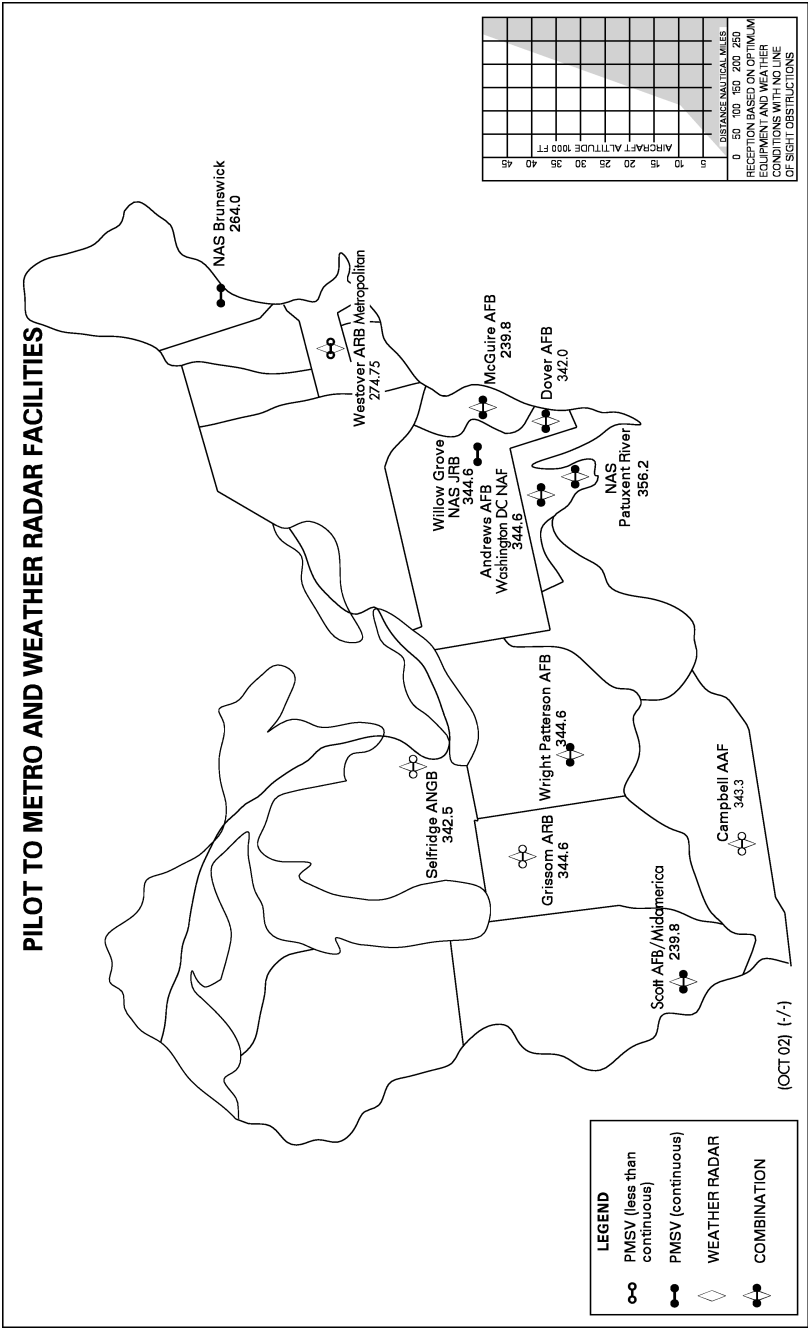 PILOT TO METRO AND WEATHER RADAR FACILITIES
NAS Brunswick
264.0
Westover ARB Metropolitan
274.75
McGuire AFB
239.8
Dover AFB
342.0
Willow Grove
NAS JRB
344.6
Andrews AFB
Washington DC NAF
344.6
NAS
Patuxent River
356.2
Selfridge ANGB
342.5
Wright Patterson AFB
344.6
Grissom ARB
344.6
Campbell AAF
343.3
Scott AFB/Midamerica
239.8
(OCT 02) (-/-)
LEGEND
PMSV (less than
continuous)
PMSV (continuous)
WEATHER RADAR
COMBINATION
45
40
35
30
25
20
15
10
5
AIRCRAFT ALTITUDE 1000 FT
DISTANCE NAUTICAL MILES
0 50 100 150 200 250
RECEPTION BASED ON OPTIMUM
EQUIPMENT AND WEATHER
CONDITIONS WITH NO LINE
OF SIGHT OBSTRUCTIONS